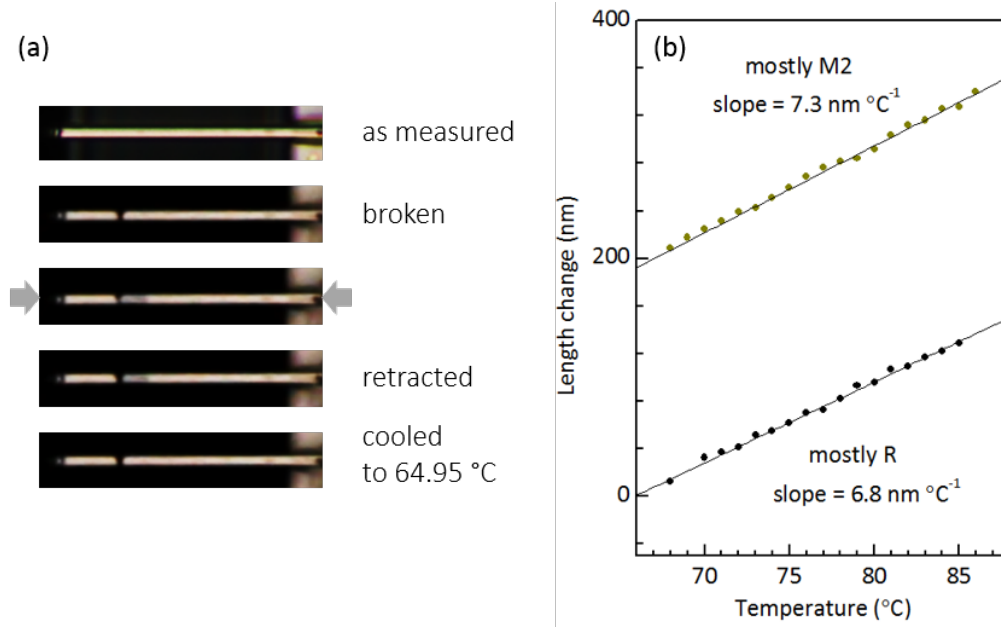 (a)
as measured
broken
retracted
cooled
to 64.95 °C
(b)
400
200
0
Length change (nm)
mostly M2
slope = 7.3 nm °C⁻¹
mostly R
slope = 6.8 nm °C⁻¹
70 75 80 85
Temperature (°C)